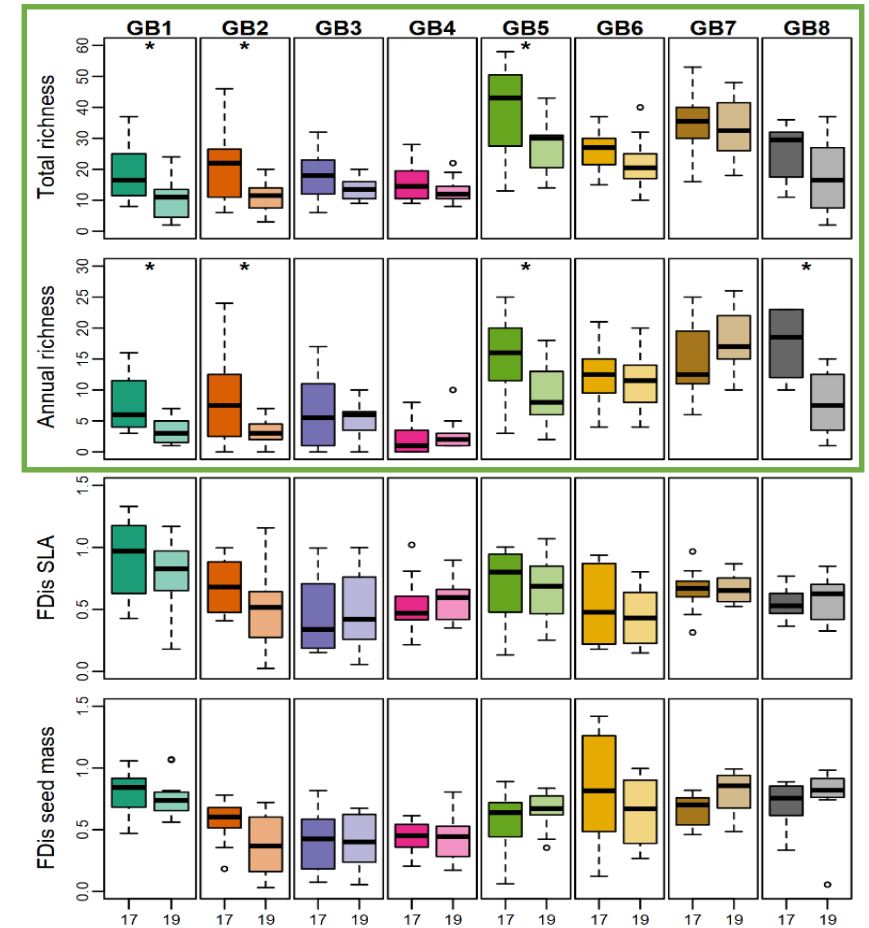 GB1 GB2 GB3 GB4 GB5 GB6 GB7 GB8
* * *
Total richness
60
50
40
30
20
10
0
* * * *
Annual richness
30
25
20
15
10
5
0
FDis SLA
1.5
1.0
0.5
0.0
FDis seed mass
1.5
1.0
0.5
0.0
17 19 17 19 17 19 17 19 17 19 17 19 17 19 17 19